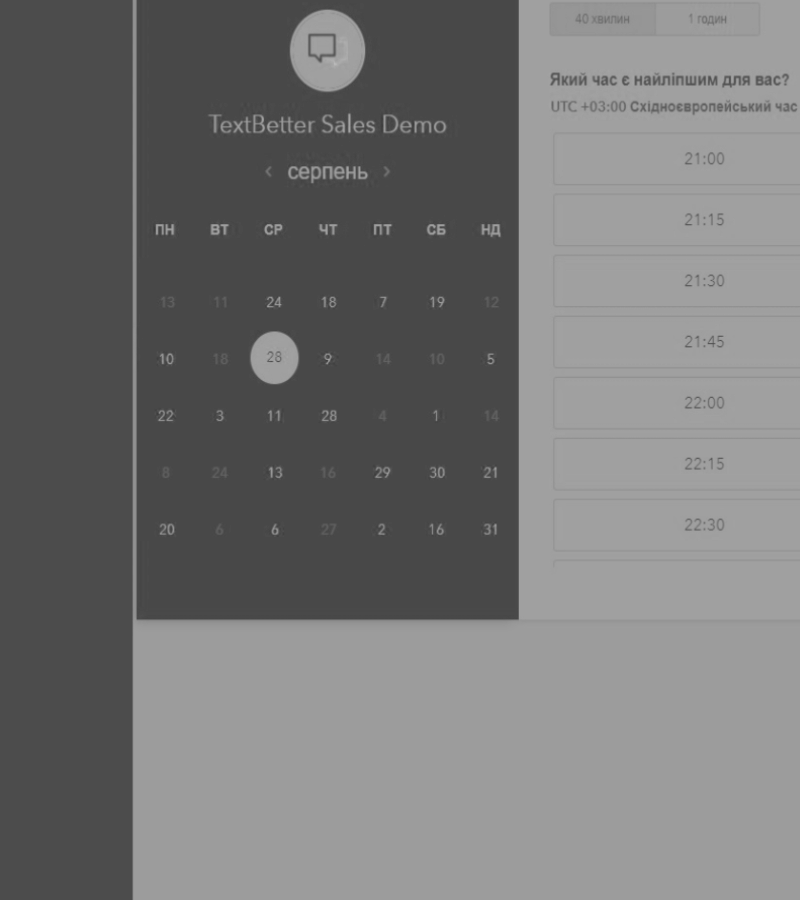 40 хвилин 1 годин
TextBetter Sales Demo
‹ серпень ›
ПН ВТ СР ЧТ ПТ СБ НД
13 11 24 18 7 19 12
10 18 28 9 14 10 5
22 3 11 28 4 1 14
8 24 13 16 29 30 21
20 6 6 27 2 16 31
Який час є найліпшим для вас?
UTC +03:00 Східноєвропейський час
21:00
21:15
21:30
21:45
22:00
22:15
22:30